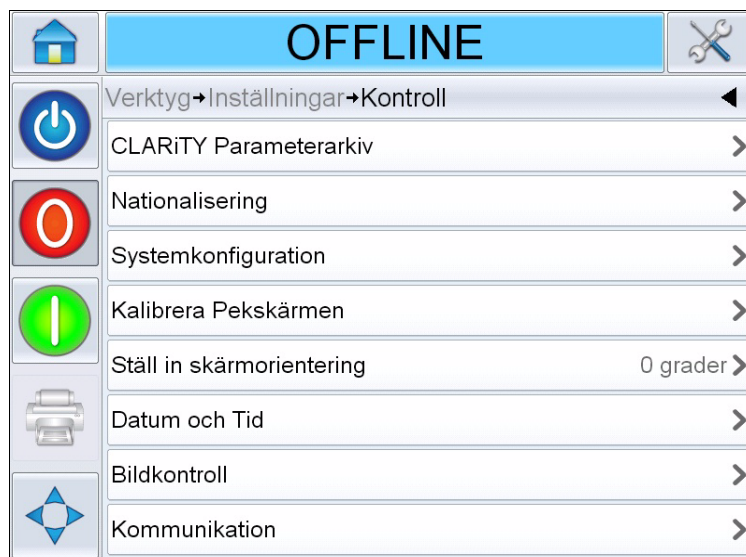 OFFLINE
Verktyg→Inställningar→Kontroll
CLARiTY Parameterarkiv
Nationalisering
Systemkonfiguration
Kalibrera Pekskärmen
Ställ in skärmorientering 0 grader
Datum och Tid
Bildkontroll
Kommunikation